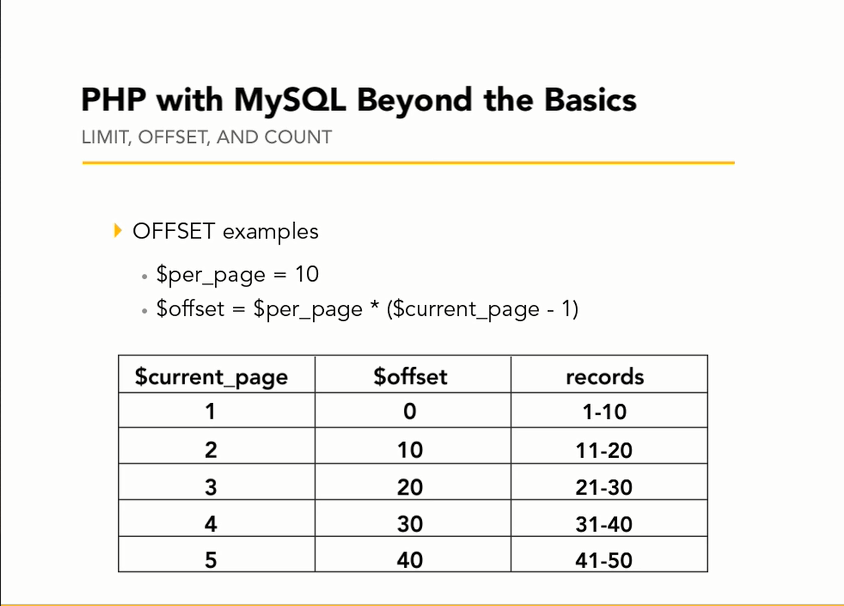 PHP with MySQL Beyond the Basics
LIMIT, OFFSET, AND COUNT
OFFSET examples
$per_page = 10
$offset = $per_page * ($current_page - 1)
$current_page $offset records
1 0 1-10
2 10 11-20
3 20 21-30
4 30 31-40
5 40 41-50